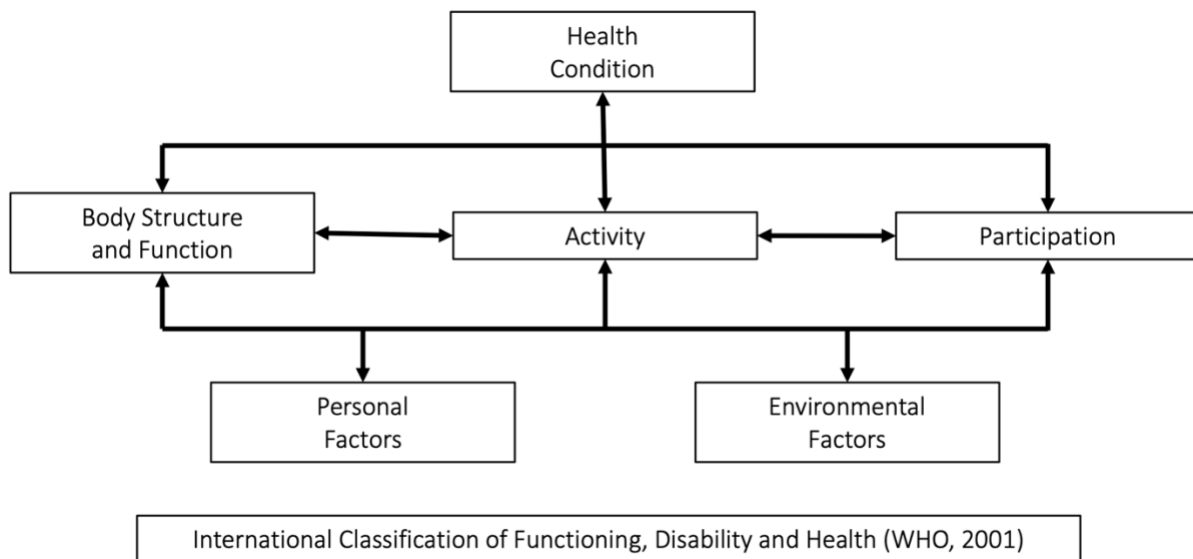 Health
Condition
Body Structure
and Function
Activity
Participation
Personal
Factors
Environmental
Factors
International Classification of Functioning, Disability and Health (WHO, 2001)